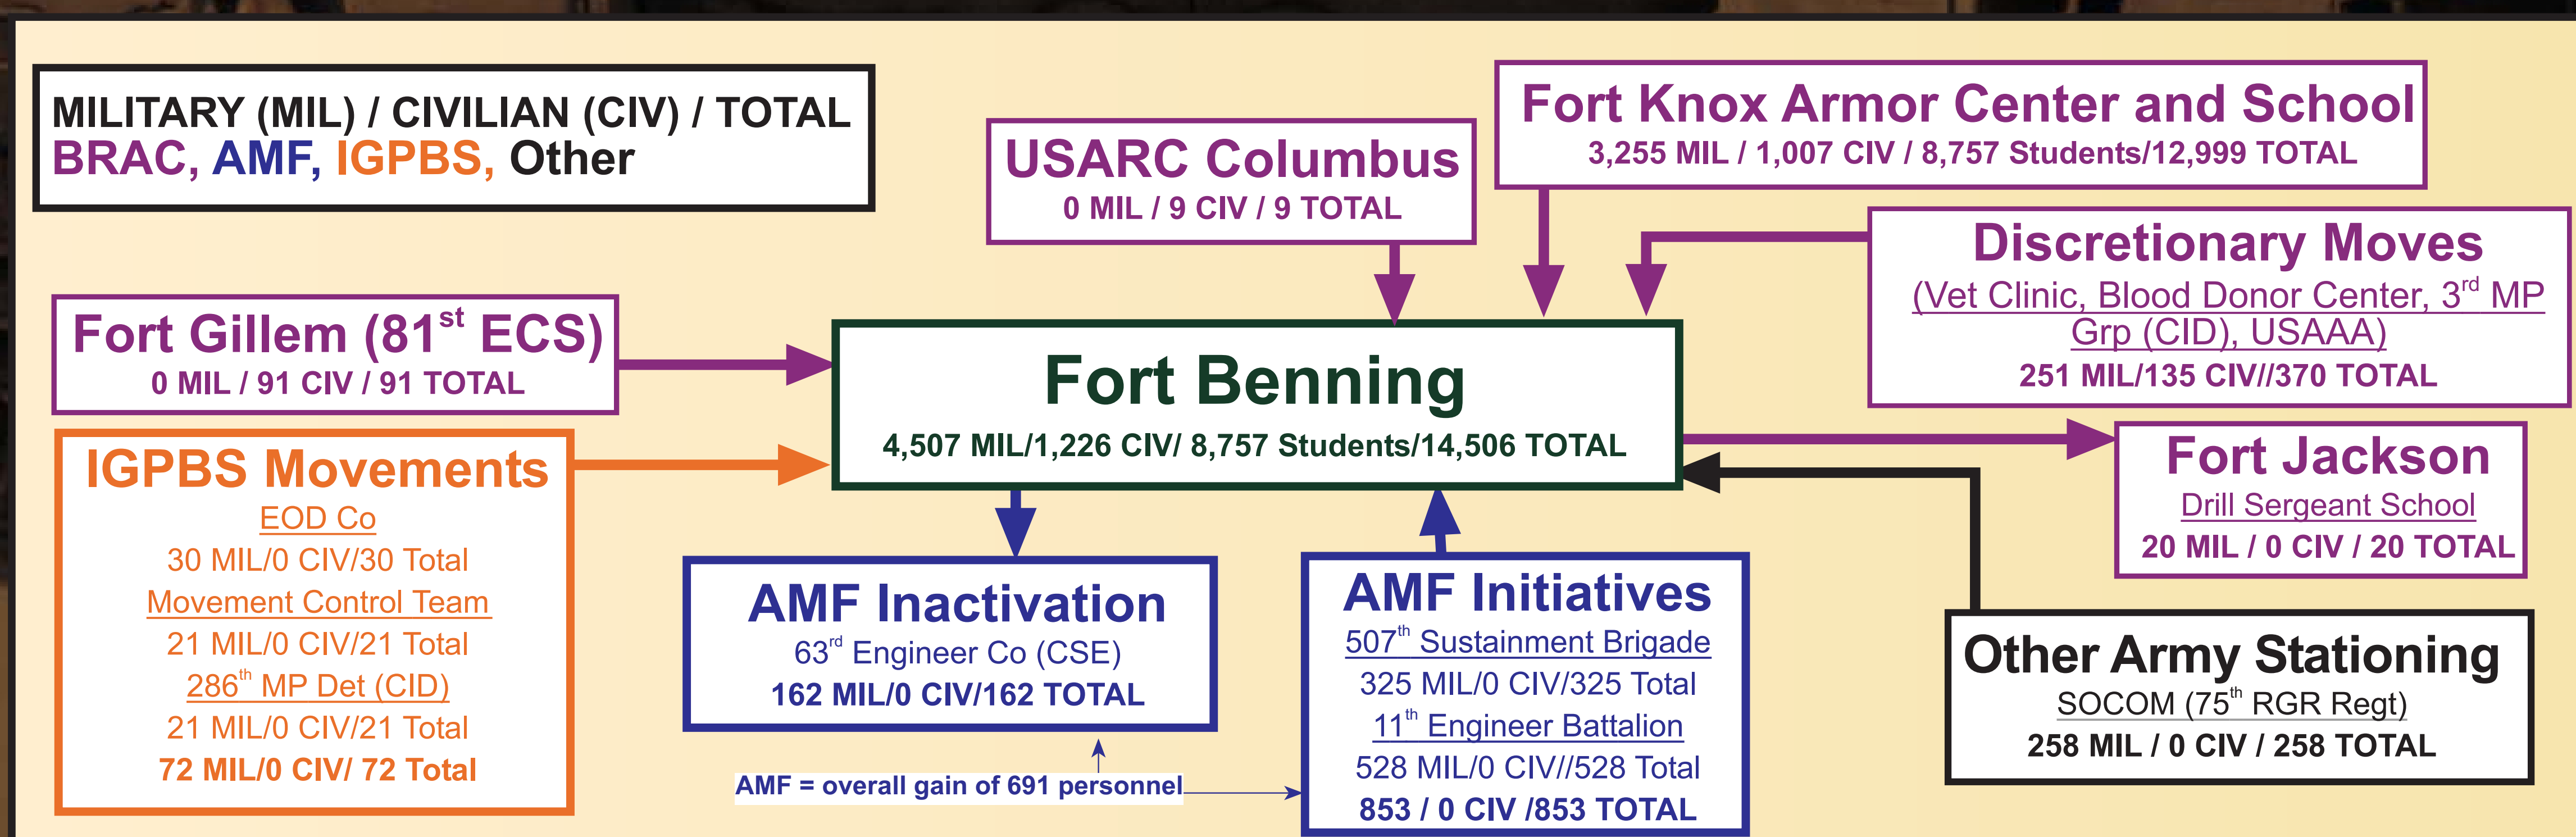 MILITARY (MIL) / CIVILIAN (CIV) / TOTAL
BRAC, AMF, IGPBS, Other
USARC Columbus
0 MIL / 9 CIV / 9 TOTAL
Fort Knox Armor Center and School
3,255 MIL / 1,007 CIV / 8,757 Students/12,999 TOTAL
Discretionary Moves
(Vet Clinic, Blood Donor Center, 3rd MP
Grp (CID), USAAA)
251 MIL/135 CIV//370 TOTAL
Fort Gillem (81st ECS)
0 MIL / 91 CIV / 91 TOTAL
Fort Benning
4,507 MIL/1,226 CIV/ 8,757 Students/14,506 TOTAL
IGPBS Movements
EOD Co
30 MIL/0 CIV/30 Total
Movement Control Team
21 MIL/0 CIV/21 Total
286th MP Det (CID)
21 MIL/0 CIV/21 Total
72 MIL/0 CIV/ 72 Total
AMF Inactivation
63rd Engineer Co (CSE)
162 MIL/0 CIV/162 TOTAL
AMF = overall gain of 691 personnel
AMF Initiatives
507th Sustainment Brigade
325 MIL/0 CIV/325 Total
11th Engineer Battalion
528 MIL/0 CIV//528 Total
853 / 0 CIV /853 TOTAL
Fort Jackson
Drill Sergeant School
20 MIL / 0 CIV / 20 TOTAL
Other Army Stationing
SOCOM (75th RGR Regt)
258 MIL / 0 CIV / 258 TOTAL